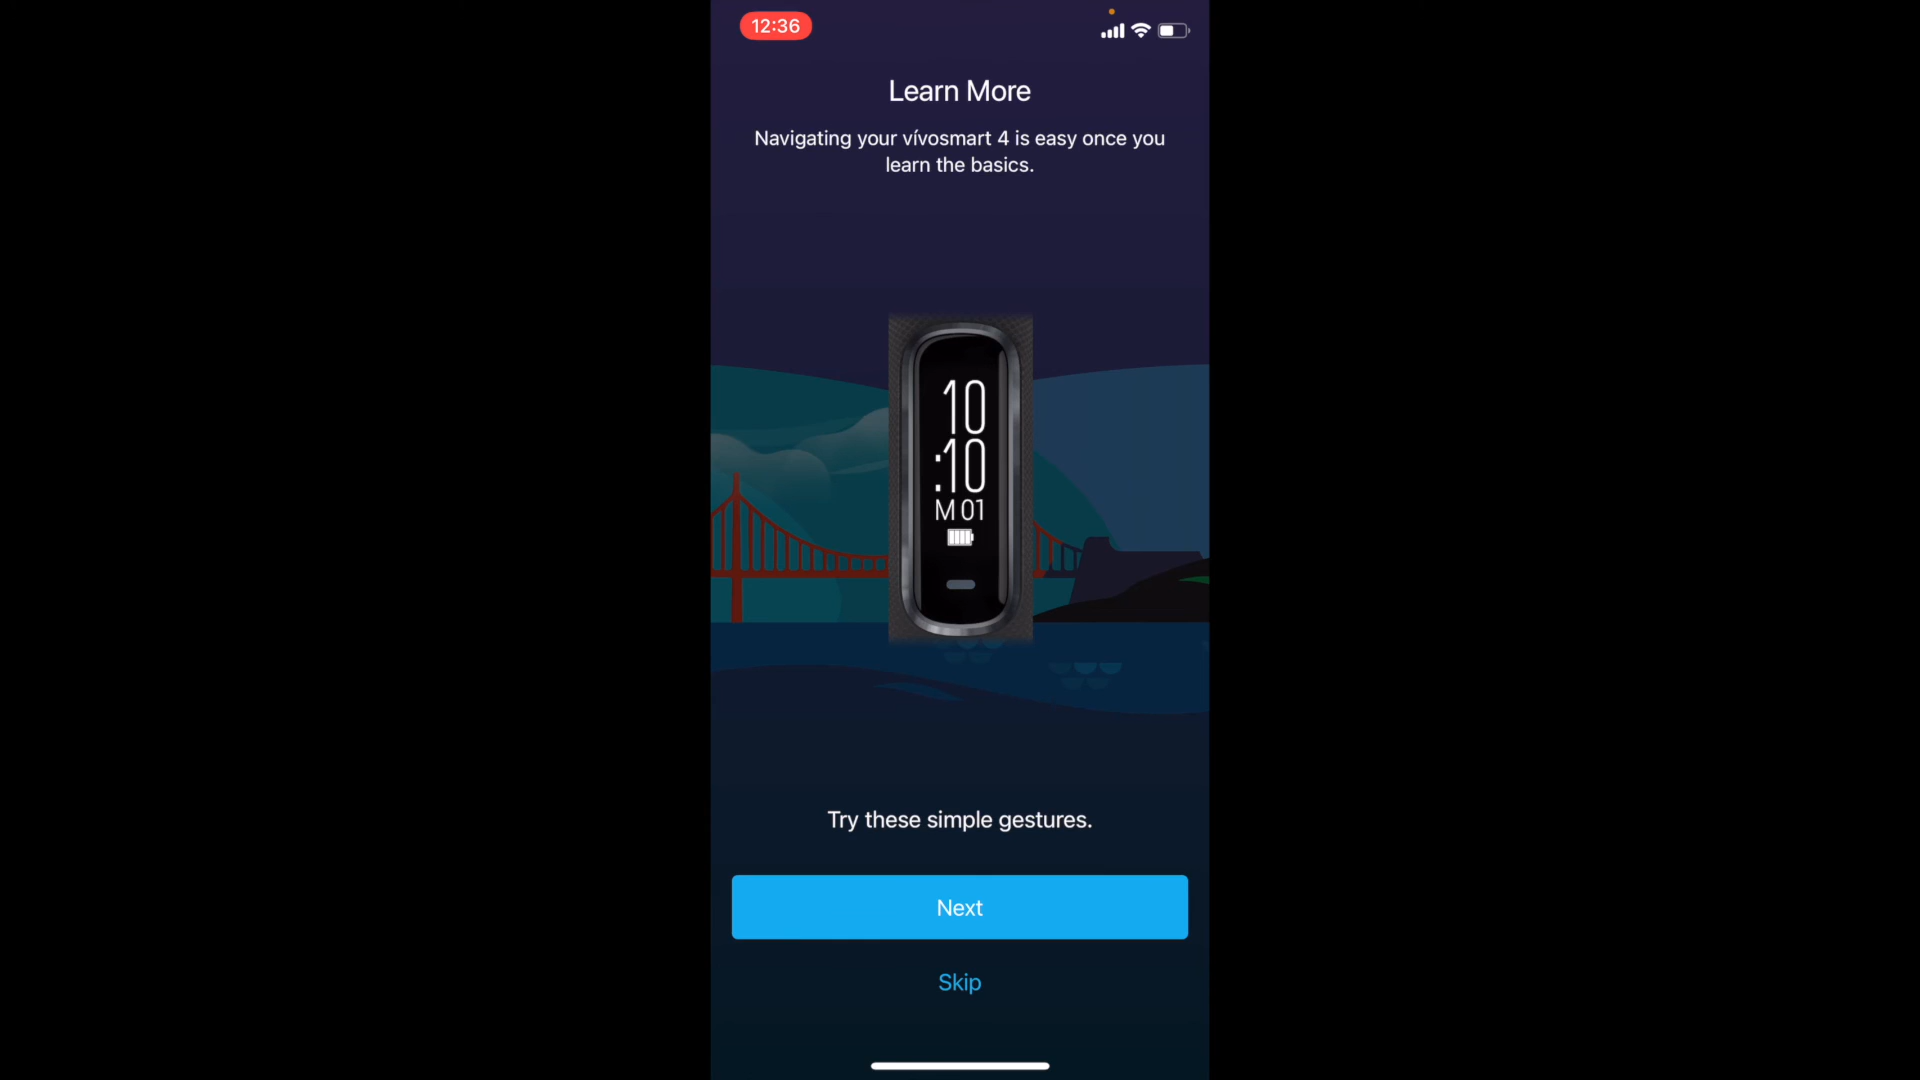 12:36
Learn More
Navigating your vívosmart 4 is easy once you
learn the basics.
10
:10
M 01
Try these simple gestures.
Next
Skip